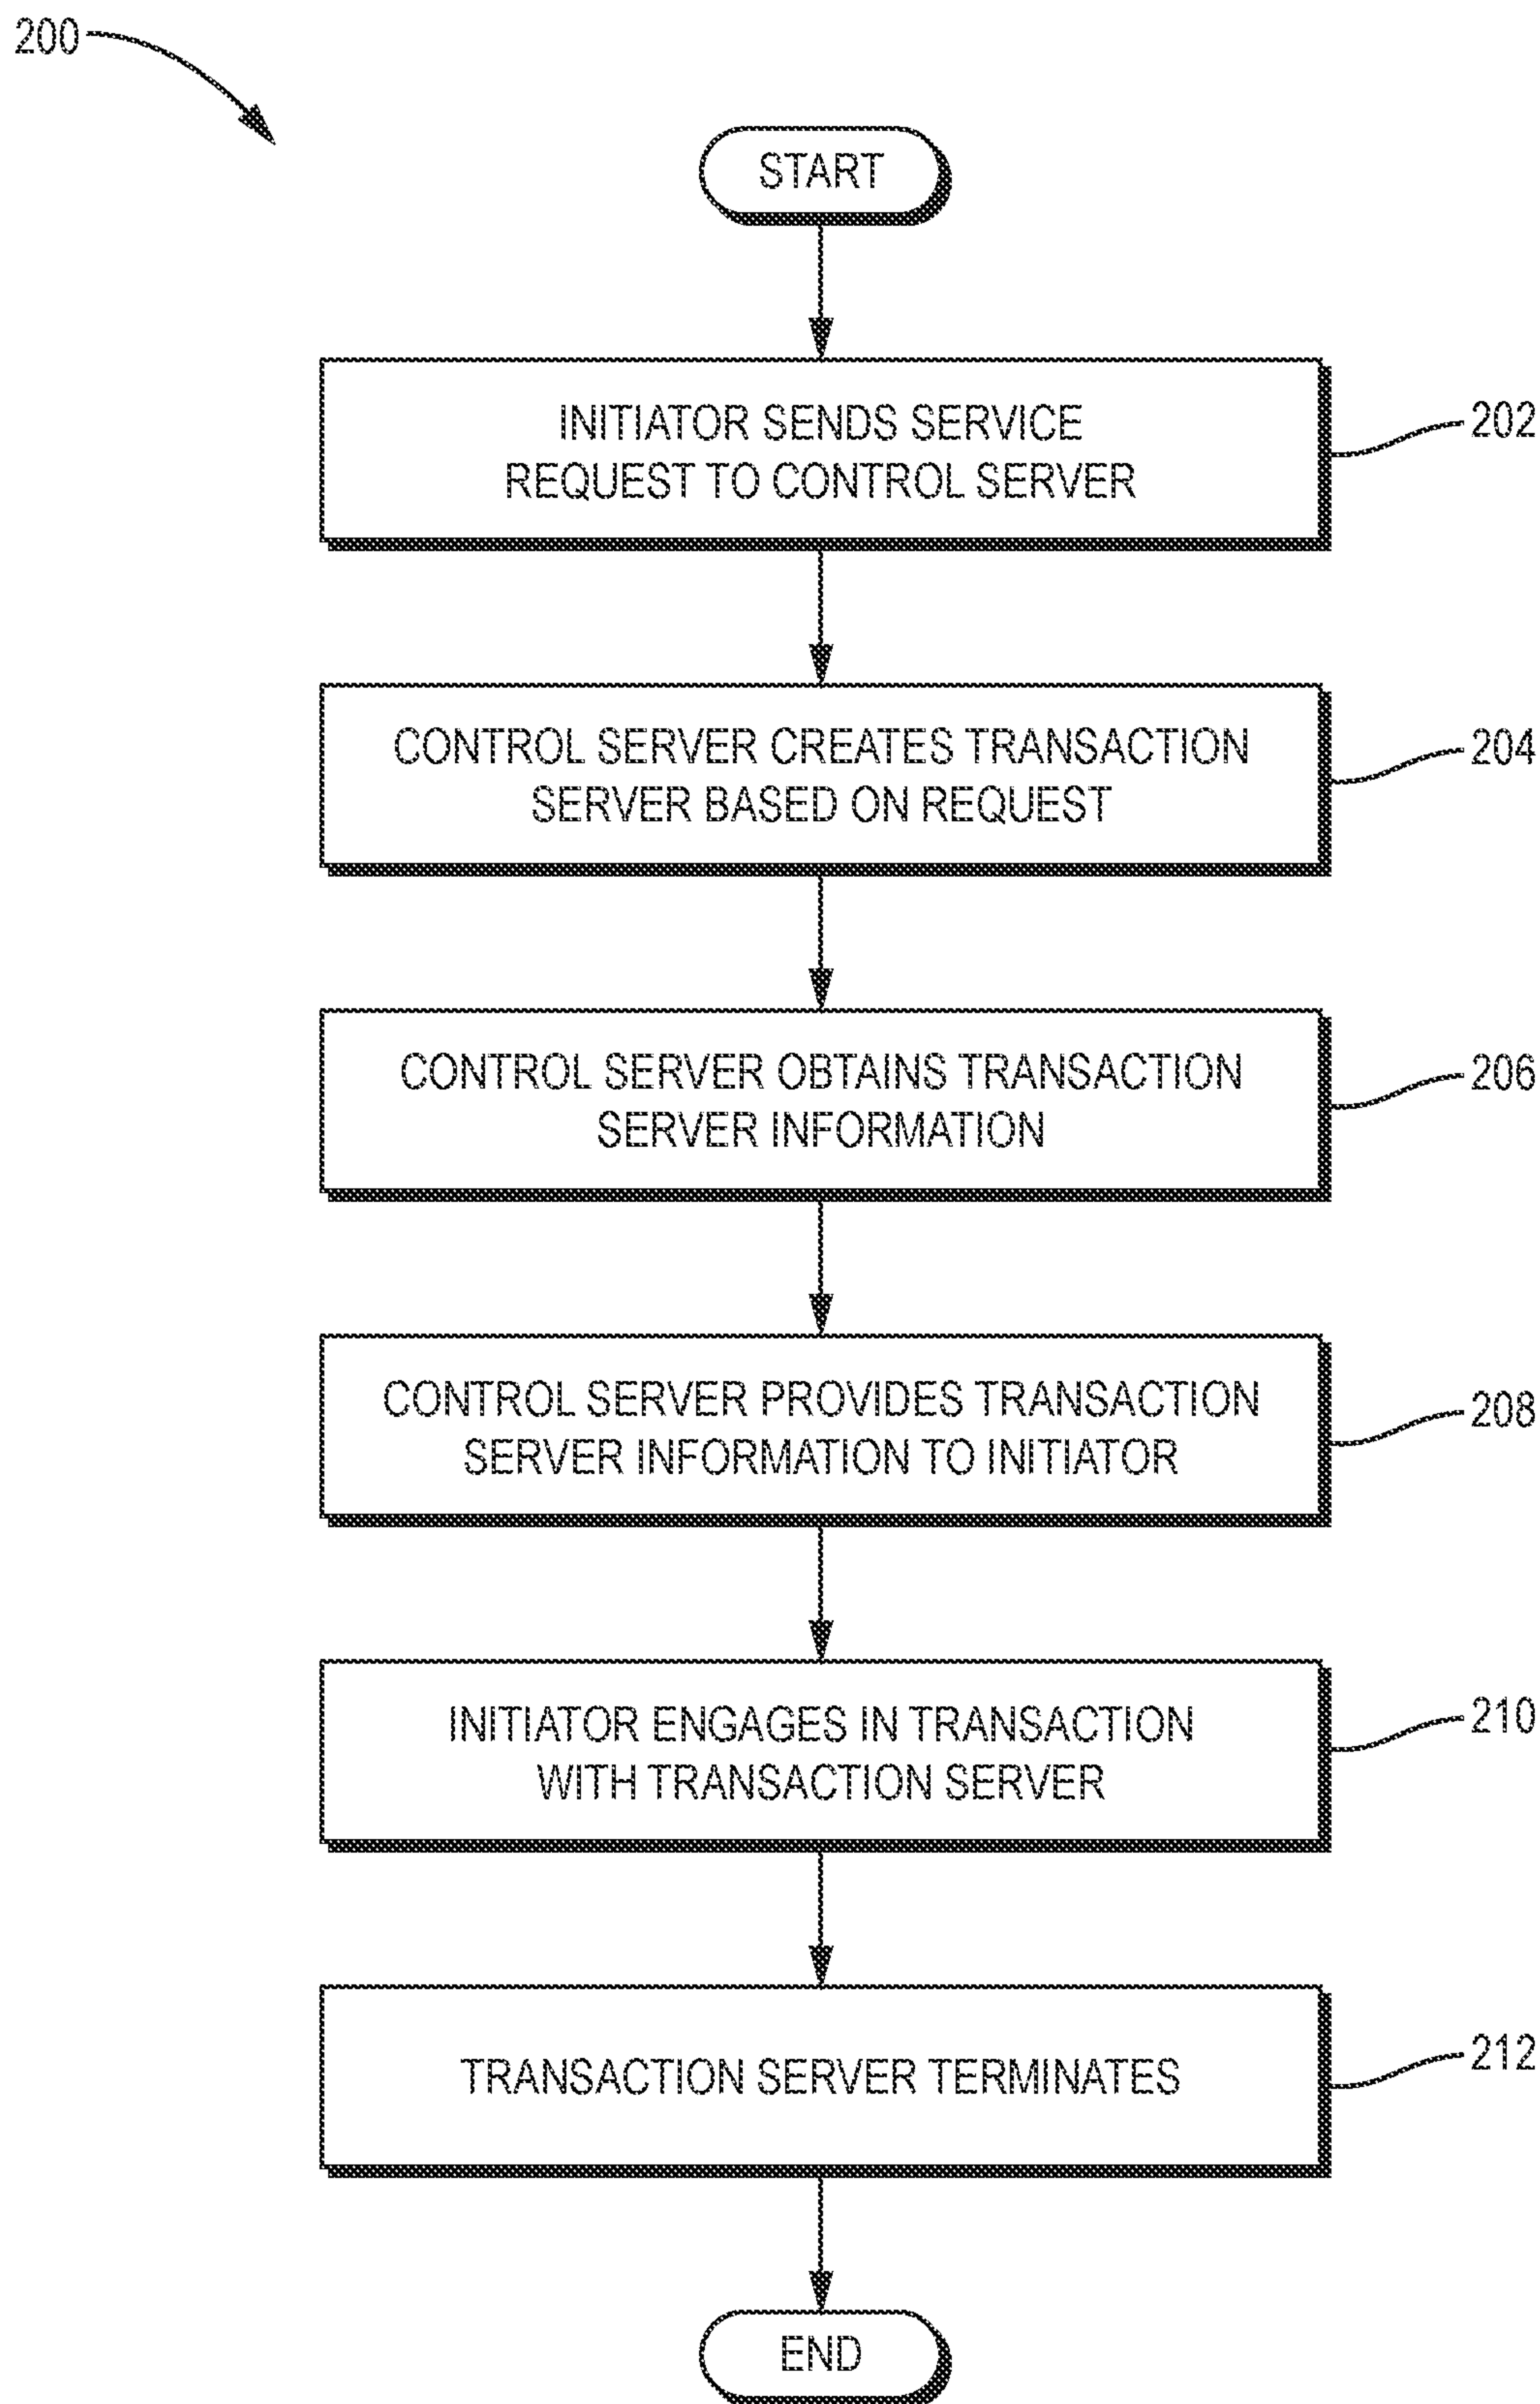 200
START
INITIATOR SENDS SERVICE
REQUEST TO CONTROL SERVER
202
CONTROL SERVER CREATES TRANSACTION
SERVER BASED ON REQUEST
204
CONTROL SERVER OBTAINS TRANSACTION
SERVER INFORMATION
206
CONTROL SERVER PROVIDES TRANSACTION
SERVER INFORMATION TO INITIATOR
208
INITIATOR ENGAGES IN TRANSACTION
WITH TRANSACTION SERVER
210
TRANSACTION SERVER TERMINATES
212
END